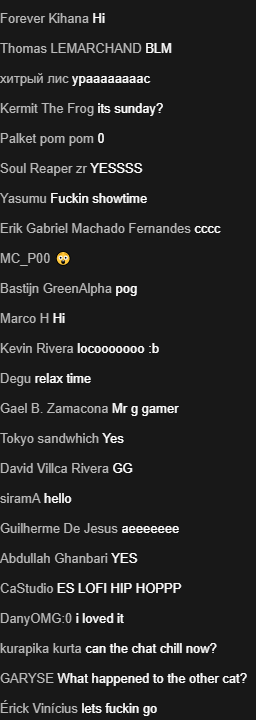 Forever Kihana Hi
Thomas LEMARCHAND BLM
хитрый лис ураааааааас
Kermit The Frog its sunday?
Palket pom pom 0
Soul Reaper zr YESSSS
Yasumu Fuckin showtime
Erik Gabriel Machado Fernandes cccc
MC_P00 😳
Bastijn GreenAlpha pog
Marco H Hi
Kevin Rivera locooooooo :b
Degu relax time
Gael B. Zamacona Mr g gamer
Tokyo sandwhich Yes
David Villca Rivera GG
siramA hello
Guilherme De Jesus aeeeeeee
Abdullah Ghanbari YES
CaStudio ES LOFI HIP HOPPP
DanyOMG:0 i loved it
kurapika kurta can the chat chill now?
GARYSE What happened to the other cat?
Érick Vinícius lets fuckin go